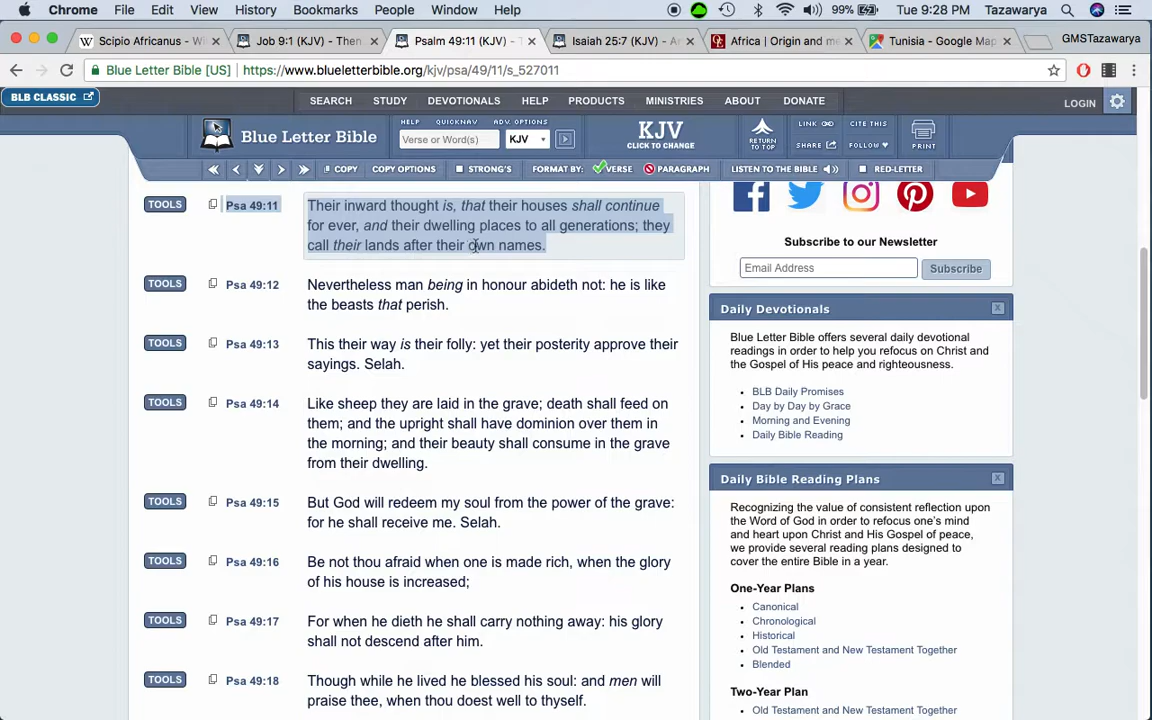 Chrome File Edit View History Bookmarks People Window Help 99% Tue 9:28 PM Tazawarya
Scipio Africanus - Wi Job 9:1 (KJV) - Then Psalm 49:11 (KJV) - T Isaiah 25:7 (KJV) - An Africa | Origin and me Tunisia - Google Map GMSTazawarya
Blue Letter Bible [US] https://www.blueletterbible.org/kjv/psa/49/11/s_527011
BLB CLASSIC SEARCH STUDY DEVOTIONALS HELP PRODUCTS MINISTRIES ABOUT DONATE LOGIN
Blue Letter Bible
HELP QUICKNAV ADV. OPTIONS
Verse or Word(s) KJV
KJV
CLICK TO CHANGE
RETURN
TO TOP
LINK CITE THIS
SHARE FOLLOW PRINT
COPY COPY OPTIONS STRONG'S FORMAT BY: VERSE PARAGRAPH LISTEN TO THE BIBLE RED-LETTER
TOOLS Psa 49:11 Their inward thought is, that their houses shall continue
for ever, and their dwelling places to all generations; they
call their lands after their own names.
TOOLS Psa 49:12 Nevertheless man being in honour abideth not: he is like
the beasts that perish.
TOOLS Psa 49:13 This their way is their folly: yet their posterity approve their
sayings. Selah.
TOOLS Psa 49:14 Like sheep they are laid in the grave; death shall feed on
them; and the upright shall have dominion over them in
the morning; and their beauty shall consume in the grave
from their dwelling.
TOOLS Psa 49:15 But God will redeem my soul from the power of the grave:
for he shall receive me. Selah.
TOOLS Psa 49:16 Be not thou afraid when one is made rich, when the glory
of his house is increased;
TOOLS Psa 49:17 For when he dieth he shall carry nothing away: his glory
shall not descend after him.
TOOLS Psa 49:18 Though while he lived he blessed his soul: and men will
praise thee, when thou doest well to thyself.
Subscribe to our Newsletter
Email Address Subscribe
Daily Devotionals
Blue Letter Bible offers several daily devotional
readings in order to help you refocus on Christ and
the Gospel of His peace and righteousness.
BLB Daily Promises
Day by Day by Grace
Morning and Evening
Daily Bible Reading
Daily Bible Reading Plans
Recognizing the value of consistent reflection upon
the Word of God in order to refocus one's mind
and heart upon Christ and His Gospel of peace,
we provide several reading plans designed to
cover the entire Bible in a year.
One-Year Plans
Canonical
Chronological
Historical
Old Testament and New Testament Together
Blended
Two-Year Plan
Old Testament and New Testament Together